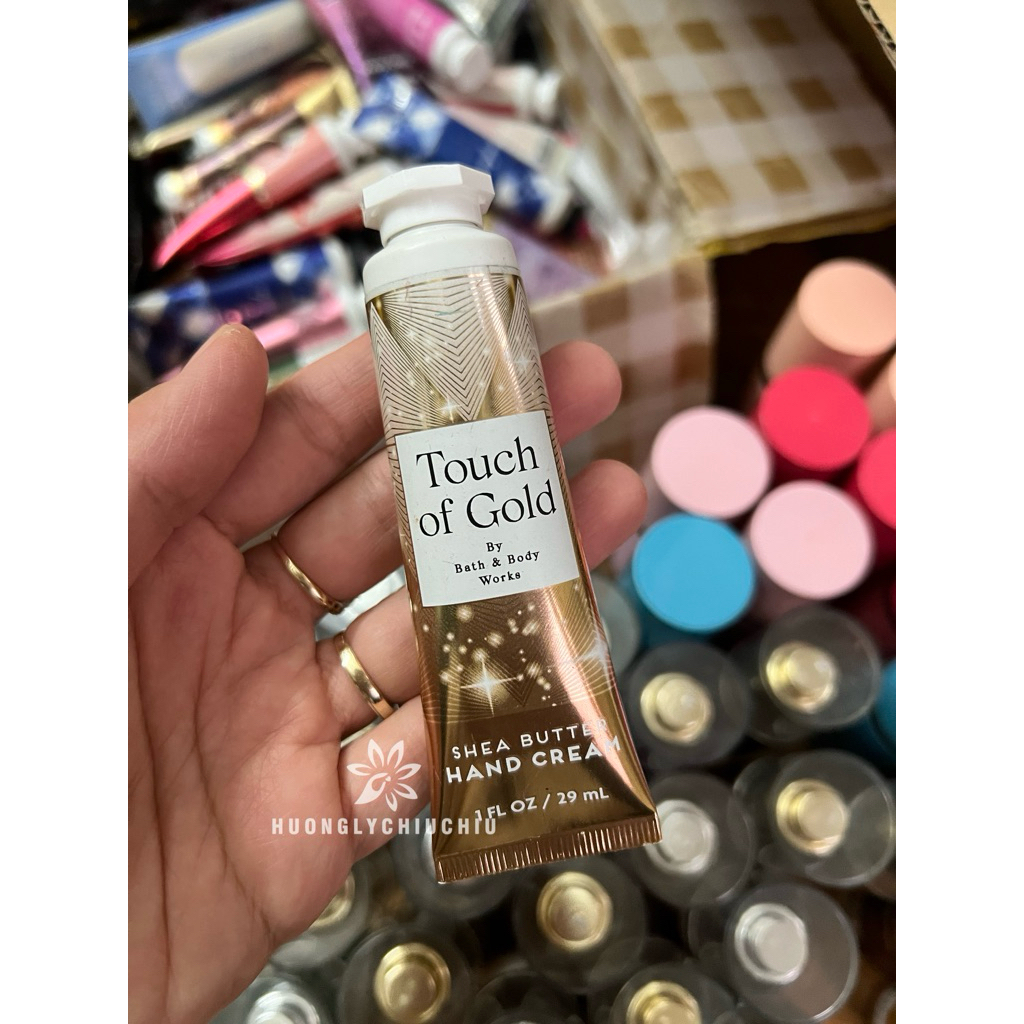 Touch
of Gold
By
Bath & Body
Works
SHEA BUTTER
HAND CREAM
1 FL OZ / 29 mL
HUONGLYCHIUCHIU